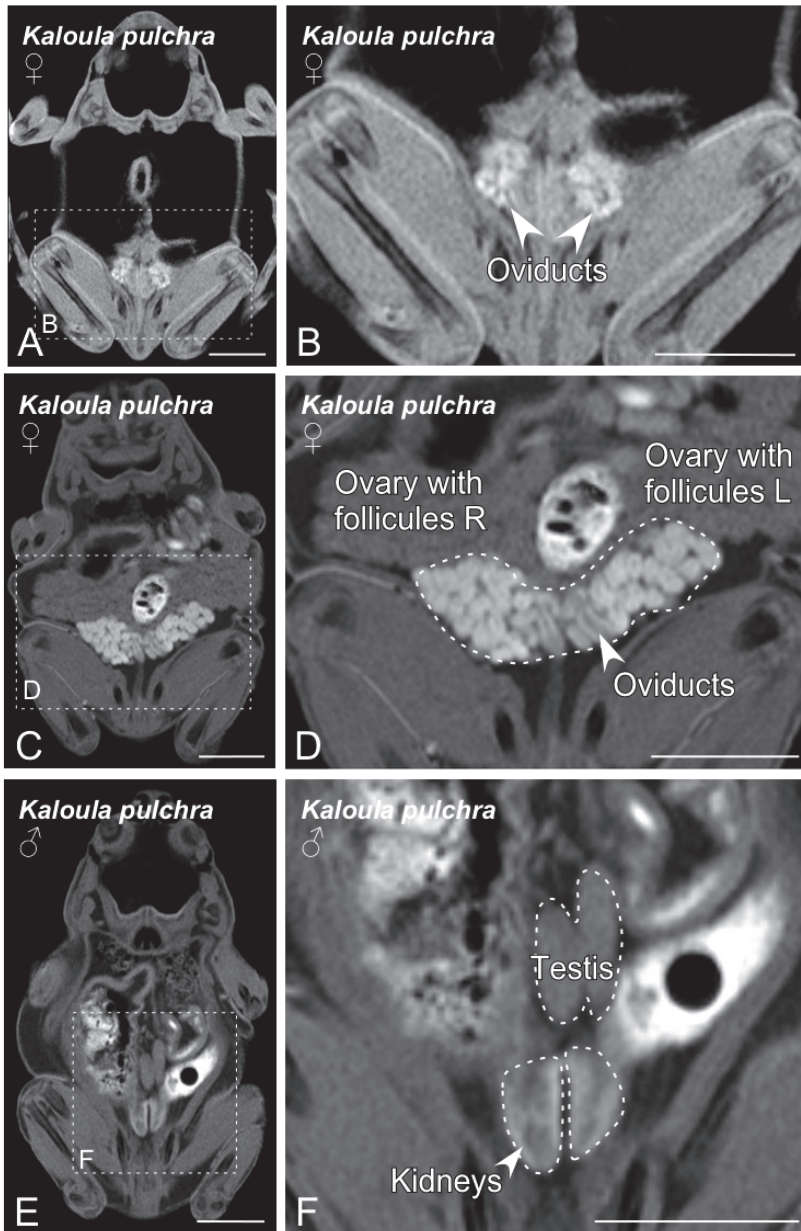 Kaloula pulchra
♀
B
A
Kaloula pulchra
♀
Oviducts
B
Kaloula pulchra
♀
D
C
Kaloula pulchra
♀
Ovary with
follicules R
Ovary with
follicules L
Oviducts
D
Kaloula pulchra
♂
F
E
Kaloula pulchra
♂
Testis
Kidneys
F